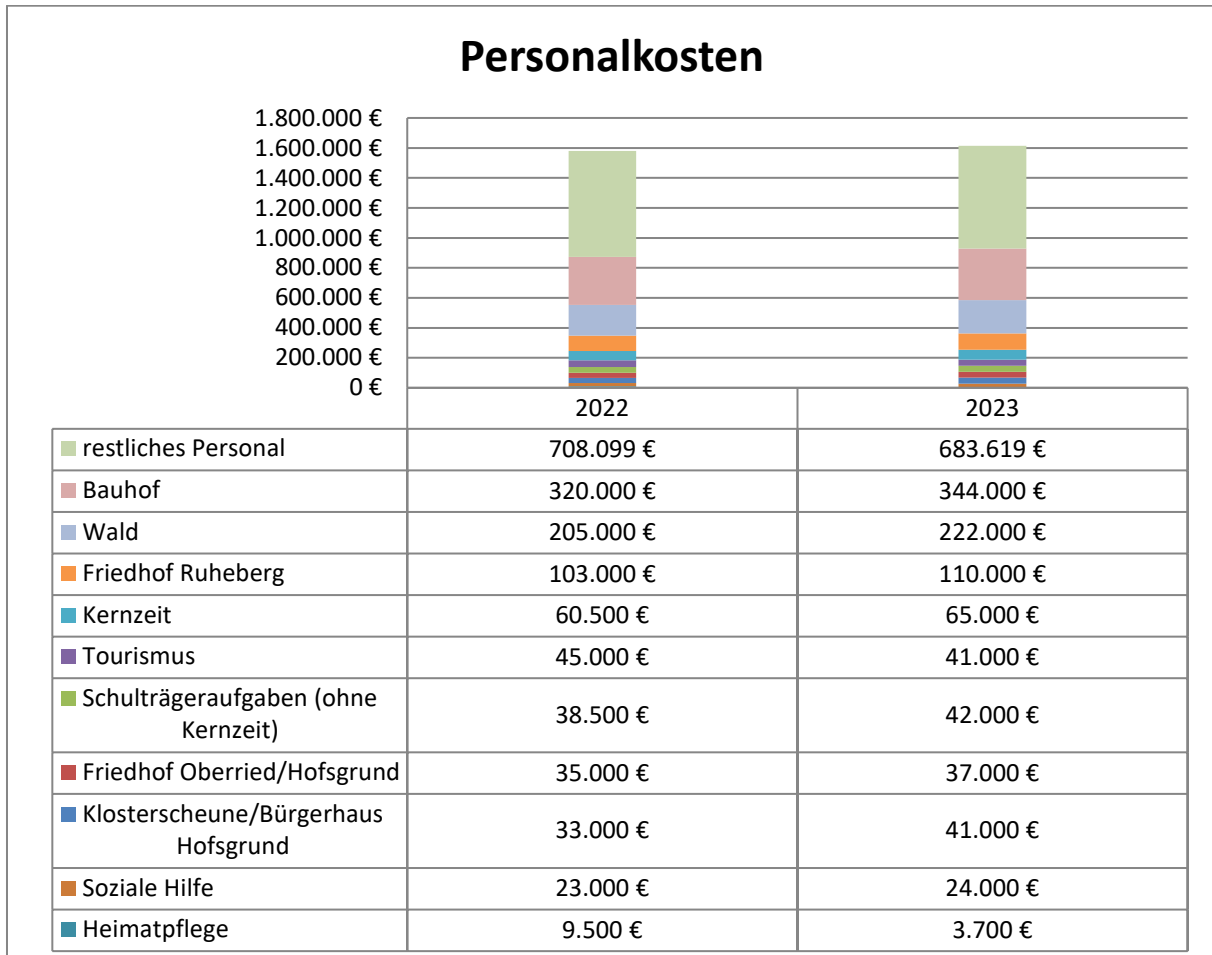 Personalkosten
1.800.000 €
1.600.000 €
1.400.000 €
1.200.000 €
1.000.000 €
800.000 €
600.000 €
400.000 €
200.000 €
0 €
2022 2023
restliches Personal 708.099 € 683.619 €
Bauhof 320.000 € 344.000 €
Wald 205.000 € 222.000 €
Friedhof Ruheberg 103.000 € 110.000 €
Kernzeit 60.500 € 65.000 €
Tourismus 45.000 € 41.000 €
Schulträgeraufgaben (ohne
Kernzeit) 38.500 € 42.000 €
Friedhof Oberried/Hofsgrund 35.000 € 37.000 €
Klosterscheune/Bürgerhaus
Hofsgrund 33.000 € 41.000 €
Soziale Hilfe 23.000 € 24.000 €
Heimatpflege 9.500 € 3.700 €